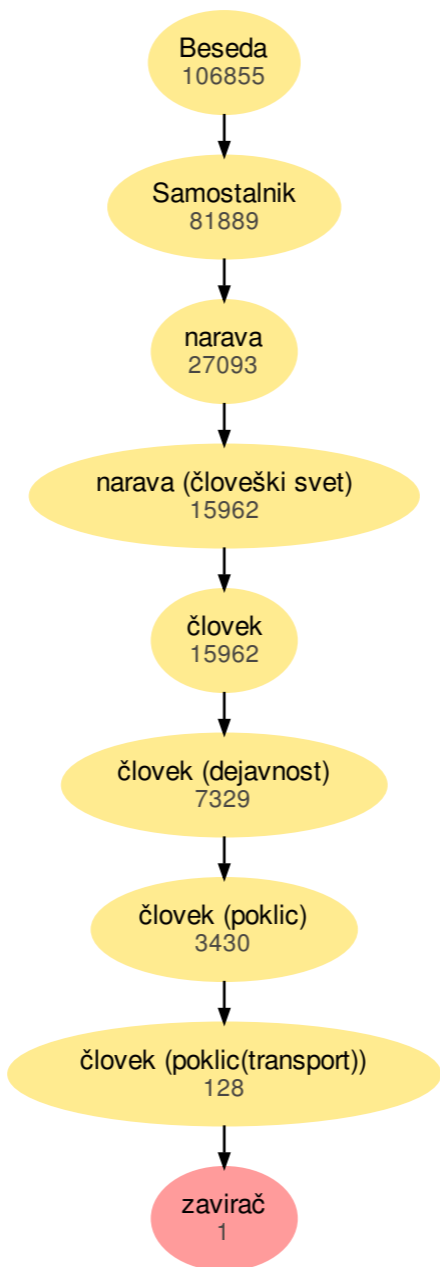 Beseda
106855
Samostalnik
81889
narava
27093
narava (človeški svet)
15962
človek
15962
človek (dejavnost)
7329
človek (poklic)
3430
človek (poklic(transport))
128
zavirač
1